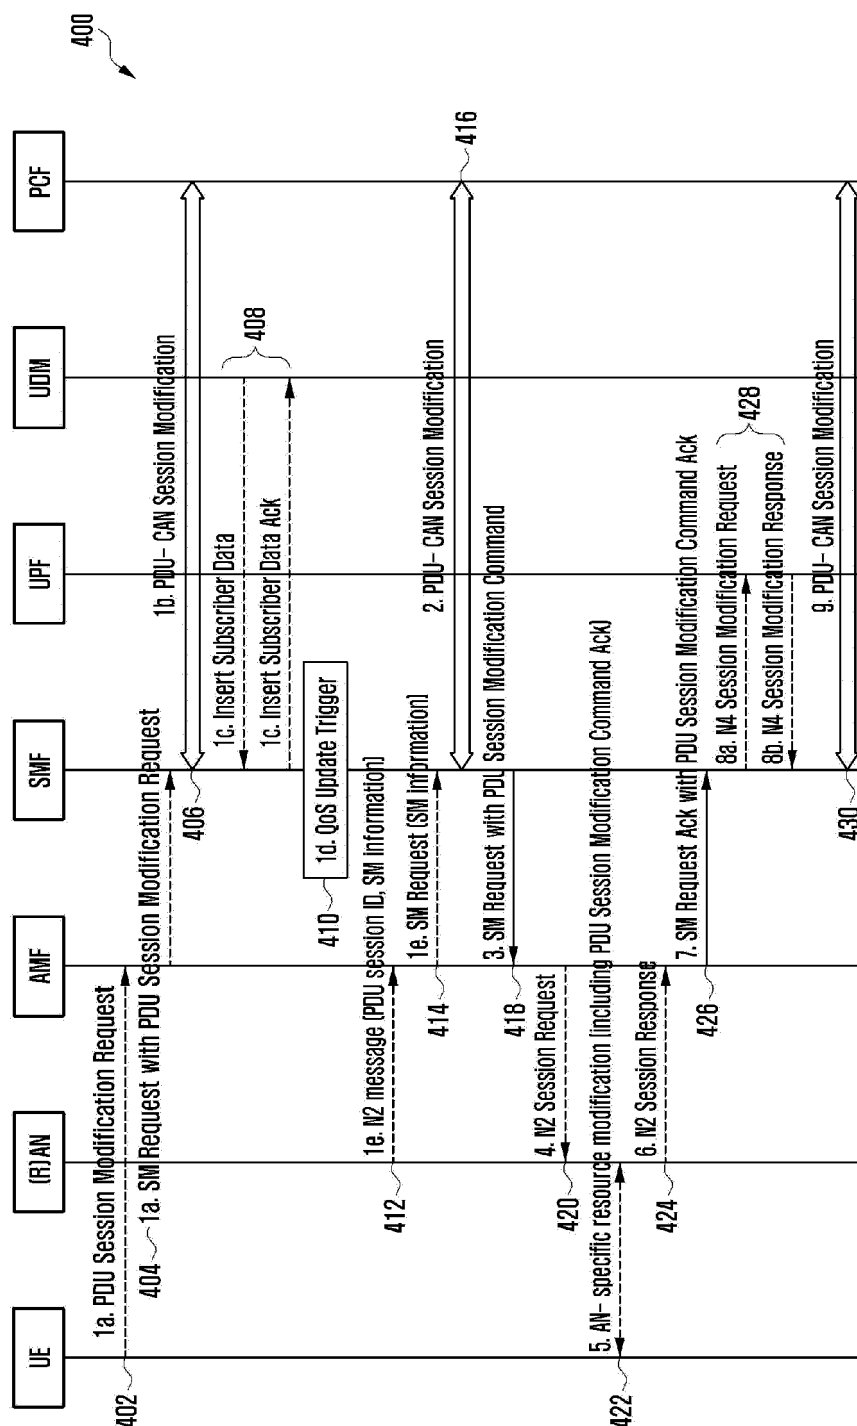 400
UE
(R)AN
AMF
SMF
UPF
UDM
PCF
1a. PDU Session Modification Request
402
404
1a. SM Request with PDU Session Modification Request
1b. PDU- CAN Session Modification
406
1c. Insert Subscriber Data
1c. Insert Subscriber Data Ack
408
1d. QoS Update Trigger
410
1e. N2 message (PDU session ID, SM information)
412
1e. SM Request (SM Information)
414
2. PDU- CAN Session Modification
416
3. SM Request with PDU Session Modification Command
418
4. N2 Session Request
420
5. AN- specific resource modification (including PDU Session Modification Command Ack)
422
6. N2 Session Response
424
7. SM Request Ack with PDU Session Modification Command Ack
426
8a. N4 Session Modification Request
8b. N4 Session Modification Response
428
9. PDU- CAN Session Modification
430